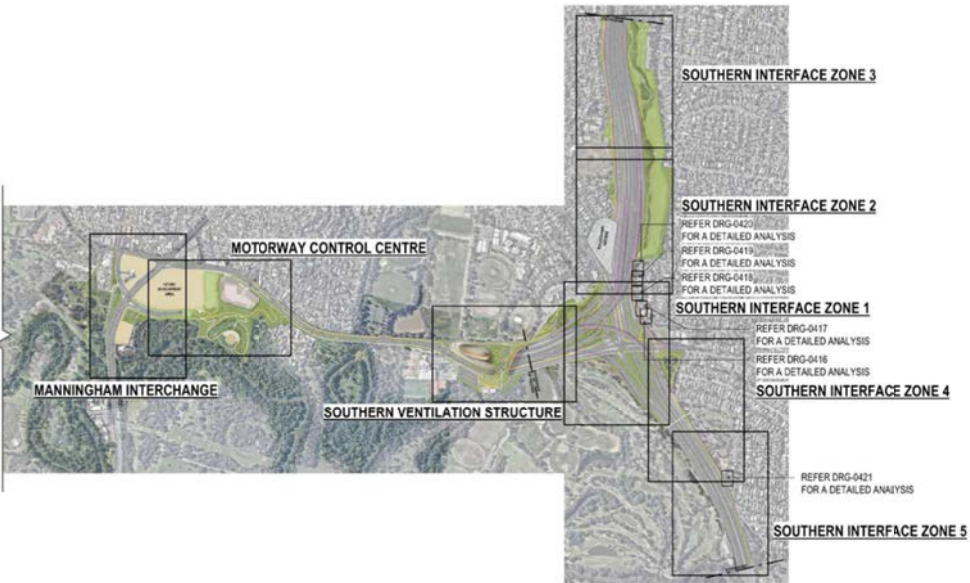 SOUTHERN INTERFACE ZONE 3
SOUTHERN INTERFACE ZONE 2
REFER DRG-0420
FOR A DETAILED ANALYSIS
REFER DRG-0419
FOR A DETAILED ANALYSIS
REFER DRG-0418
FOR A DETAILED ANALYSIS
MOTORWAY CONTROL CENTRE
SOUTHERN INTERFACE ZONE 1
REFER DRG-0417
FOR A DETAILED ANALYSIS
REFER DRG-0416
FOR A DETAILED ANALYSIS
MANNINGHAM INTERCHANGE
SOUTHERN INTERFACE ZONE 4
SOUTHERN VENTILATION STRUCTURE
REFER DRG-0421
FOR A DETAILED ANALYSIS
SOUTHERN INTERFACE ZONE 5